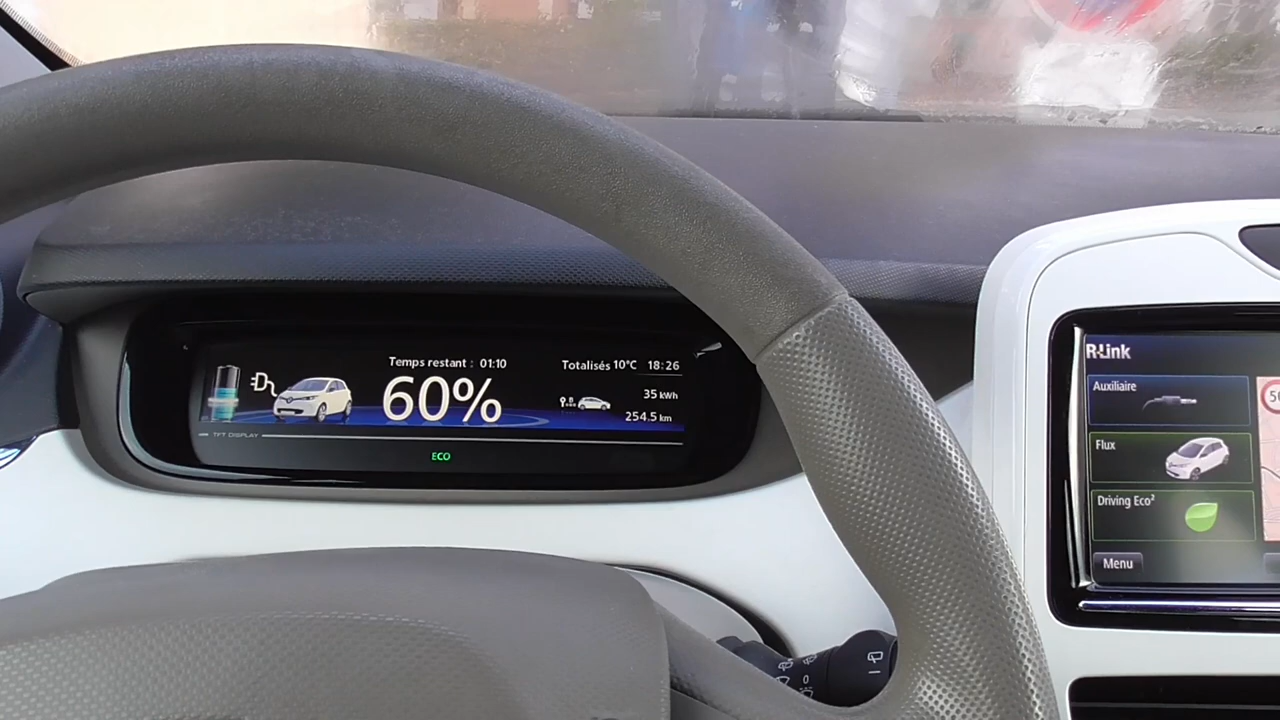 Temps restant : 01:10
60%
Totalisés 10°C 18:26
35 kWh
254.5 km
TFT DISPLAY
ECO
R-Link
Auxiliaire
Flux
Driving Eco²
Menu